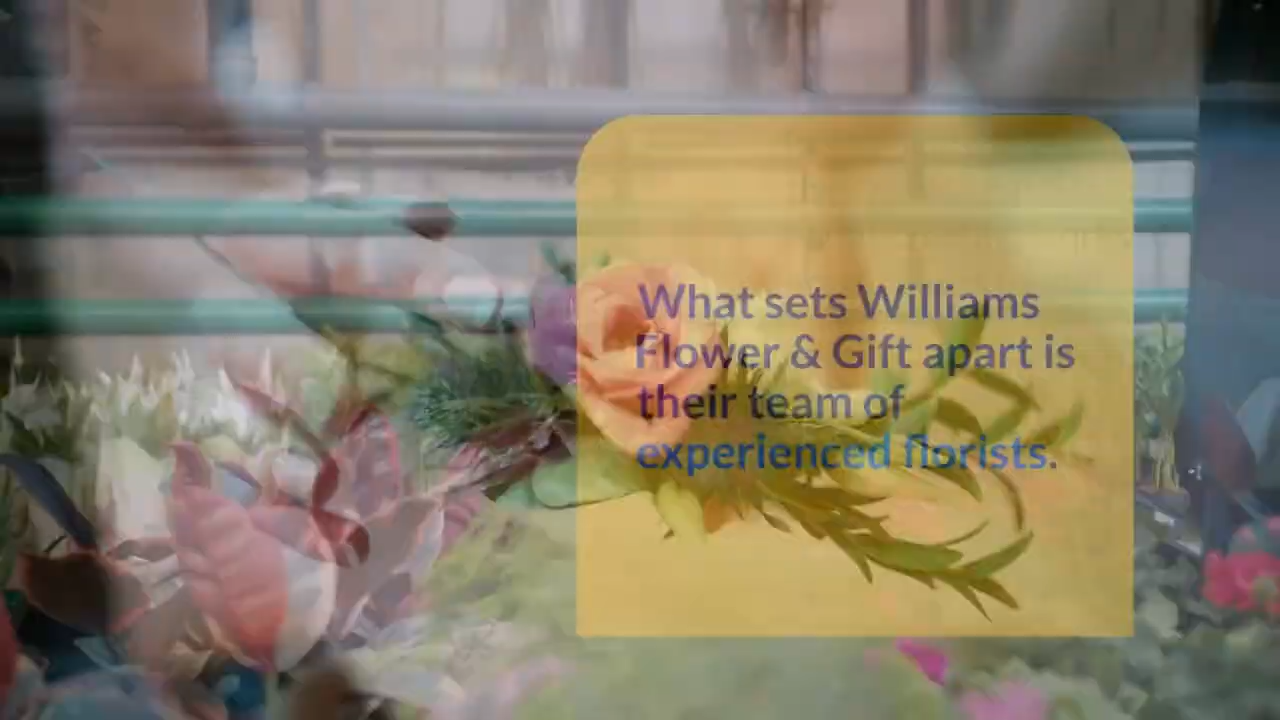 What sets Williams
Flower & Gift apart is
their team of
experienced florists.